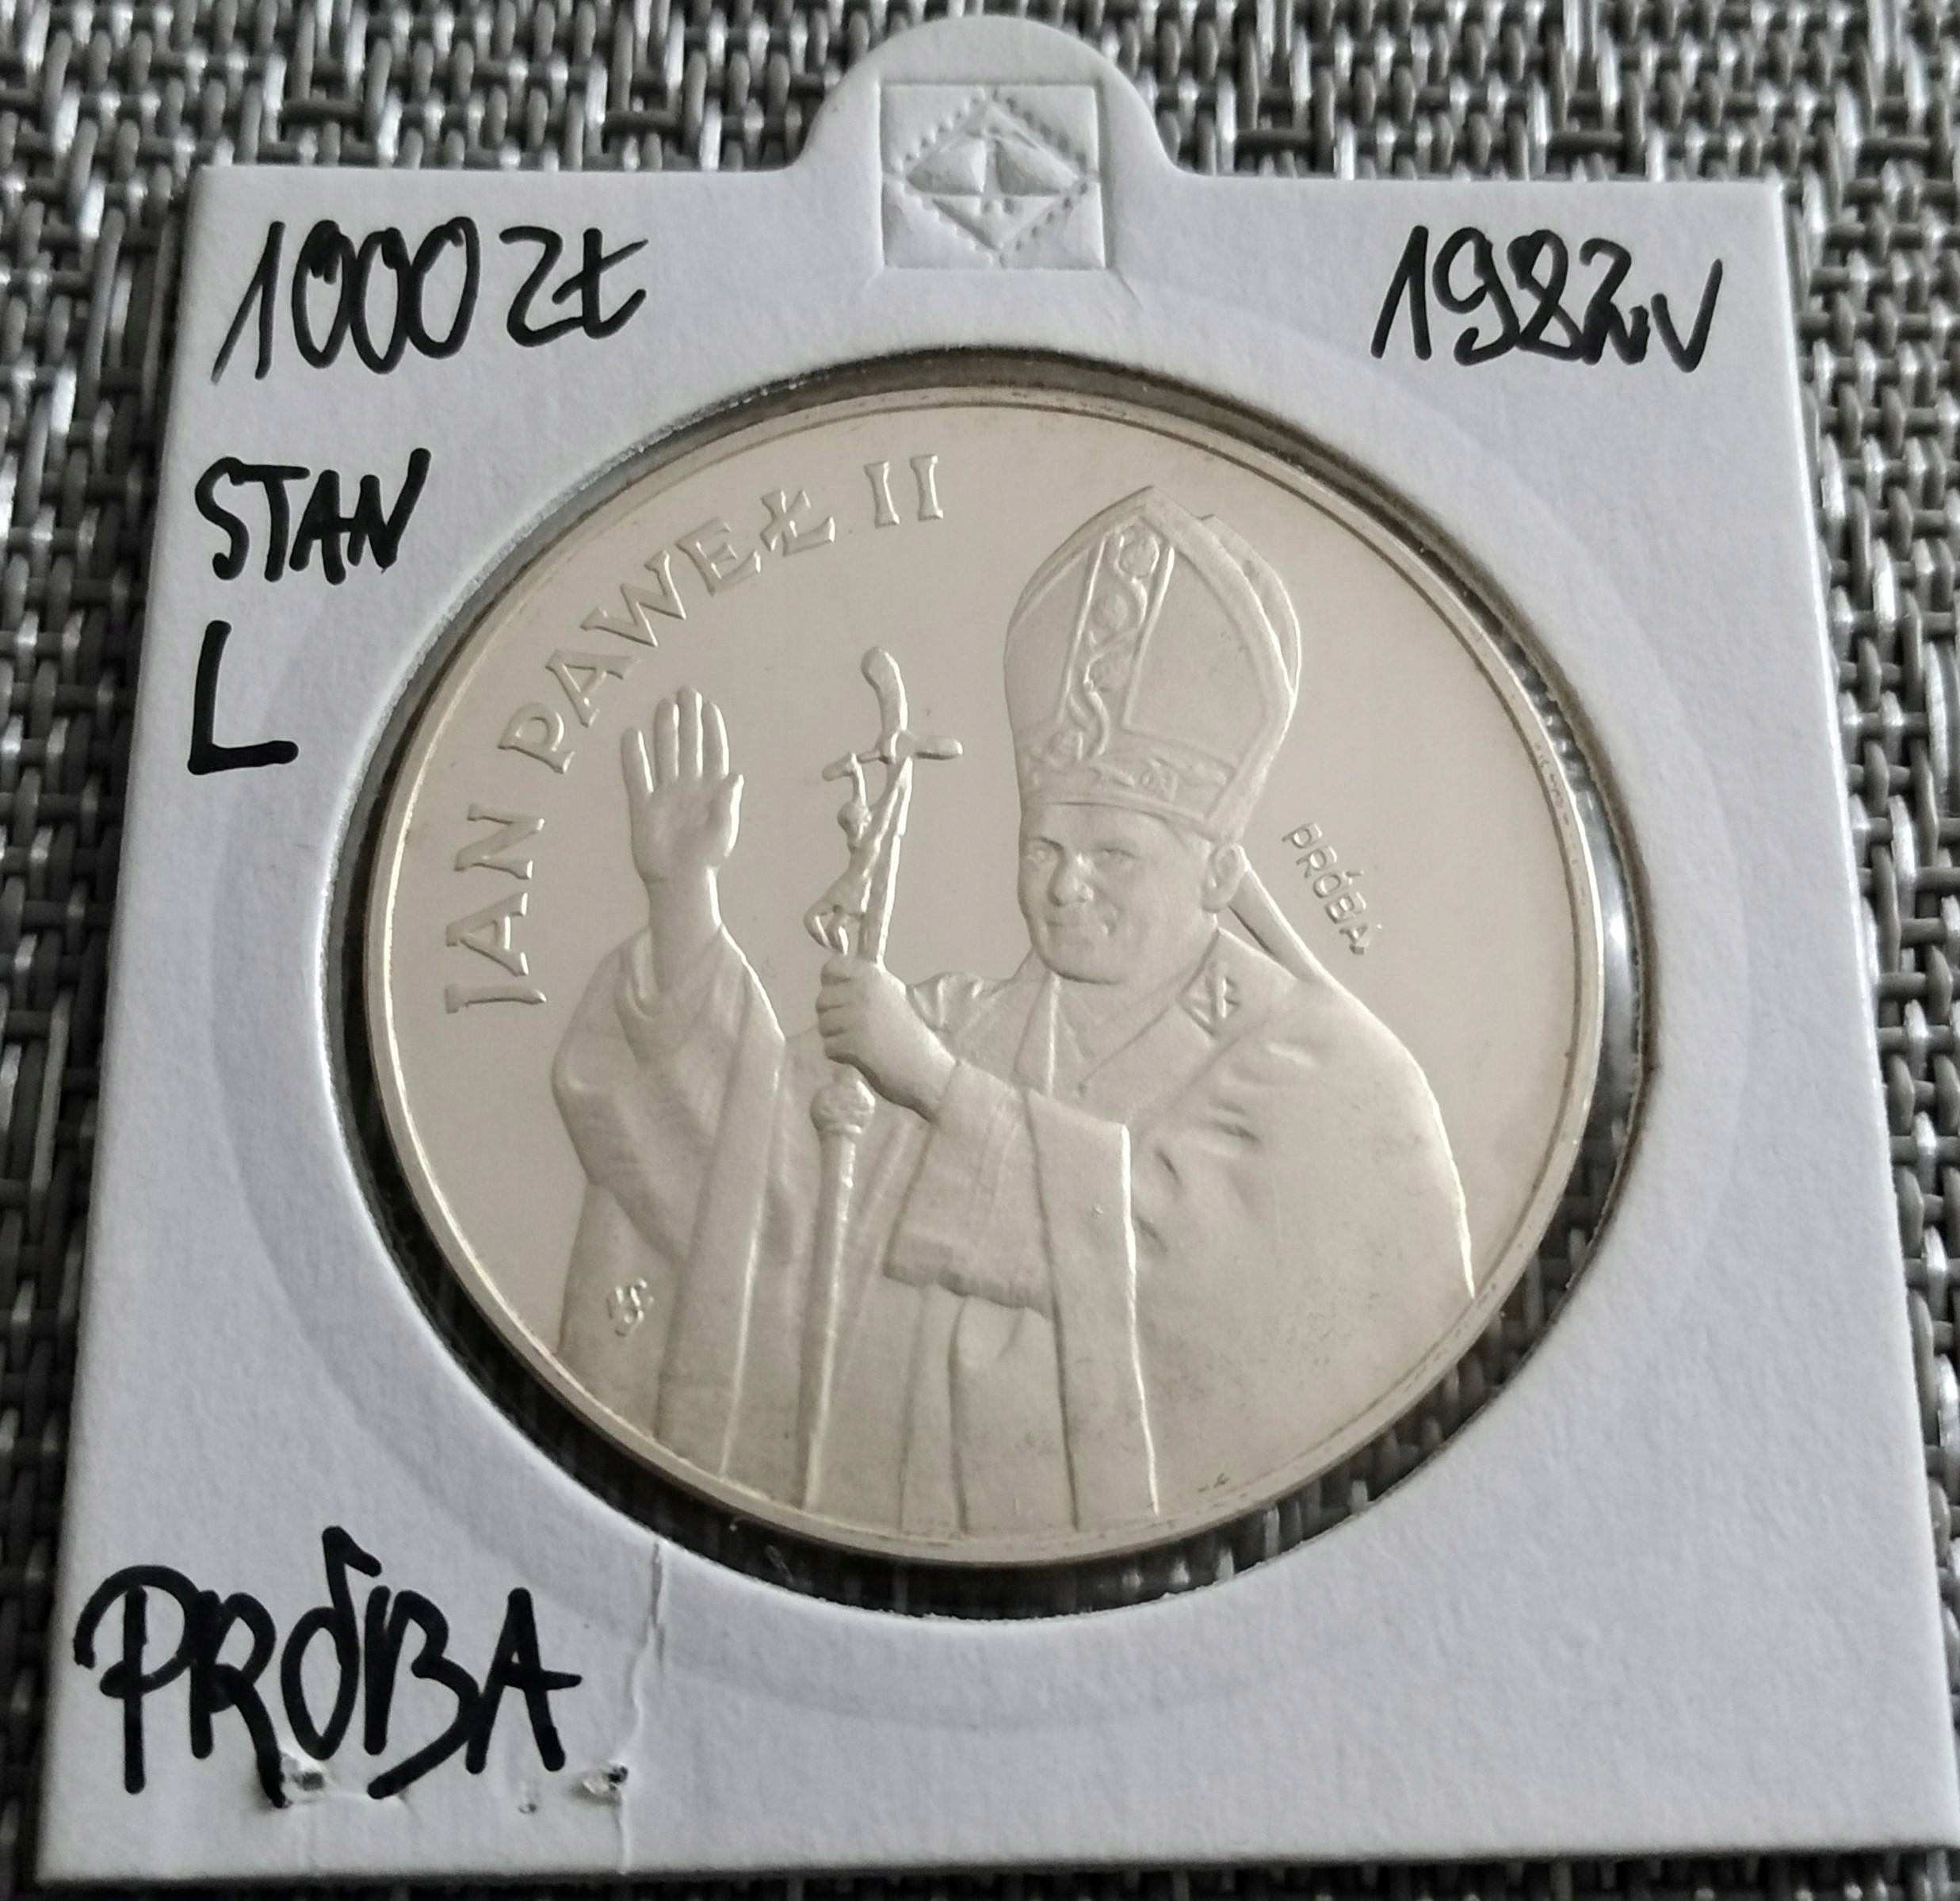 1000 ZŁ
1982
STAN
L
JAN PAWEŁ II
PRÓBA
PRÓBA